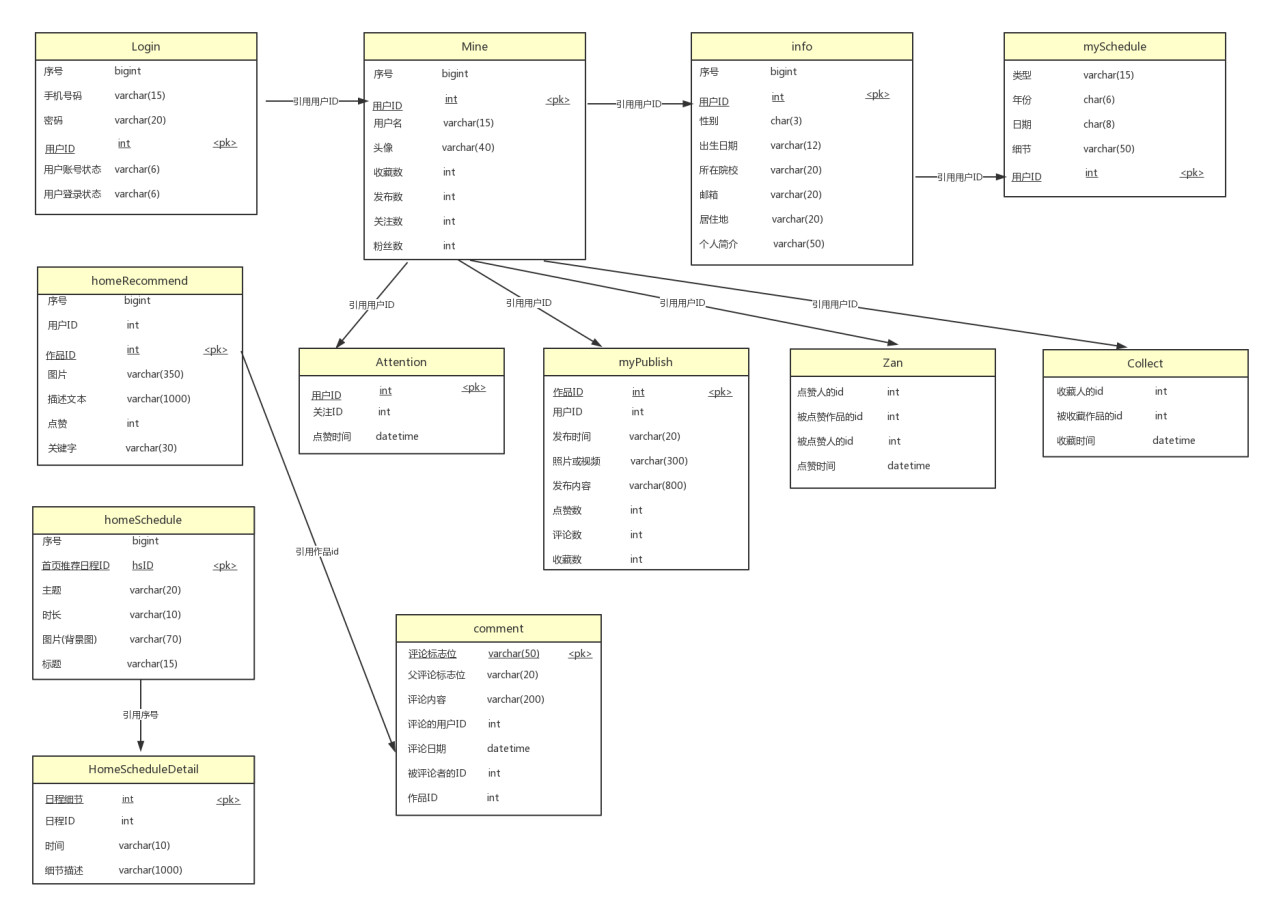 Login
序号 bigint
手机号码 varchar(15)
密码 varchar(20)
用户ID int <pk>
用户账号状态 varchar(6)
用户登录状态 varchar(6)
引用用户ID
Mine
序号 bigint
用户ID int <pk>
用户名 varchar(15)
头像 varchar(40)
收藏数 int
发布数 int
关注数 int
粉丝数 int
引用用户ID
info
序号 bigint
用户ID int <pk>
性别 char(3)
出生日期 varchar(12)
所在院校 varchar(20)
邮箱 varchar(20)
居住地 varchar(20)
个人简介 varchar(50)
引用用户ID
mySchedule
类型 varchar(15)
年份 char(6)
日期 char(8)
细节 varchar(50)
用户ID int <pk>
homeRecommend
序号 bigint
用户ID int
作品ID int <pk>
图片 varchar(350)
描述文本 varchar(1000)
点赞 int
关键字 varchar(30)
引用用户ID
引用用户ID
引用用户ID
引用用户ID
Attention
用户ID int <pk>
关注ID int
点赞时间 datetime
myPublish
作品ID int <pk>
用户ID int
发布时间 varchar(20)
照片或视频 varchar(300)
发布内容 varchar(800)
点赞数 int
评论数 int
收藏数 int
Zan
点赞人的id int
被点赞作品的id int
被点赞人的id int
点赞时间 datetime
Collect
收藏人的id int
被收藏作品的id int
收藏时间 datetime
homeSchedule
序号 bigint
首页推荐日程ID hsID <pk>
主题 varchar(20)
时长 varchar(10)
图片(背景图) varchar(70)
标题 varchar(15)
引用作品id
引用序号
comment
评论标志位 varchar(50) <pk>
父评论标志位 varchar(20)
评论内容 varchar(200)
评论的用户ID int
评论日期 datetime
被评论者的ID int
作品ID int
HomeScheduleDetail
日程细节 int <pk>
日程ID int
时间 varchar(10)
细节描述 varchar(1000)